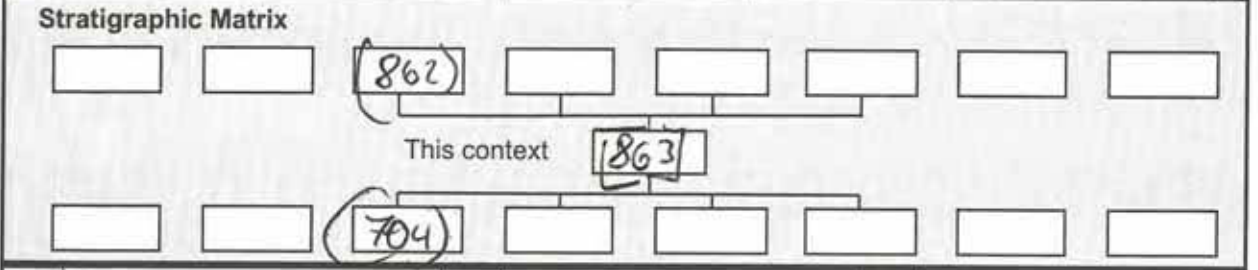 Stratigraphic Matrix
(862)
This context [863]
(704)